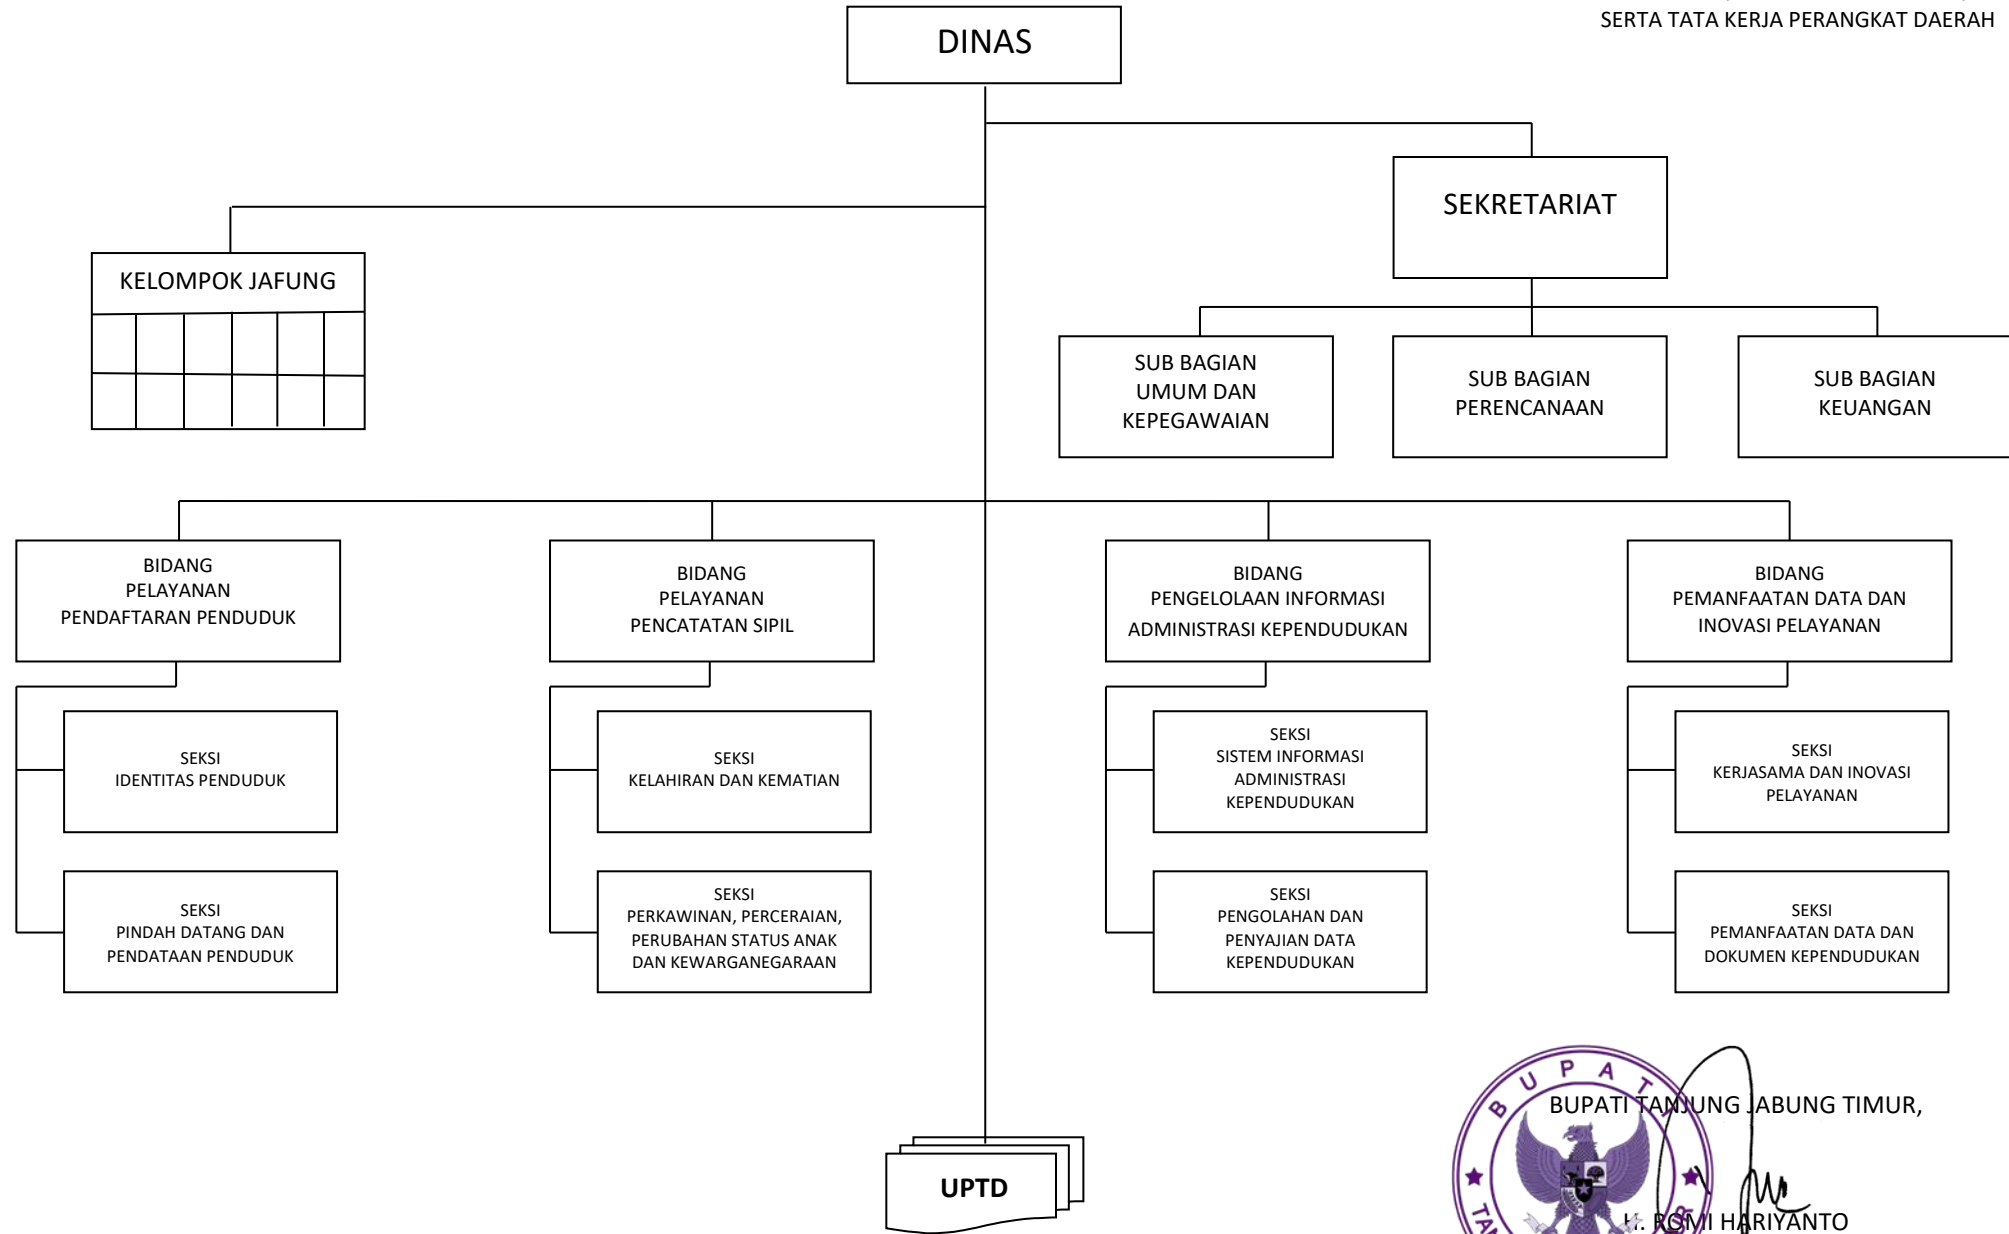 SERTA TATA KERJA PERANGKAT DAERAH
DINAS
SEKRETARIAT
KELOMPOK JAFUNG
SUB BAGIAN
UMUM DAN
KEPEGAWAIAN
SUB BAGIAN
PERENCANAAN
SUB BAGIAN
KEUANGAN
BIDANG
PELAYANAN
PENDAFTARAN PENDUDUK
BIDANG
PELAYANAN
PENCATATAN SIPIL
BIDANG
PENGELOLAAN INFORMASI
ADMINISTRASI KEPENDUDUKAN
BIDANG
PEMANFAATAN DATA DAN
INOVASI PELAYANAN
SEKSI
IDENTITAS PENDUDUK
SEKSI
KELAHIRAN DAN KEMATIAN
SEKSI
SISTEM INFORMASI
ADMINISTRASI
KEPENDUDUKAN
SEKSI
KERJASAMA DAN INOVASI
PELAYANAN
SEKSI
PINDAH DATANG DAN
PENDATAAN PENDUDUK
SEKSI
PERKAWINAN, PERCERAIAN,
PERUBAHAN STATUS ANAK
DAN KEWARGANEGARAAN
SEKSI
PENGOLAHAN DAN
PENYAJIAN DATA
KEPENDUDUKAN
SEKSI
PEMANFAATAN DATA DAN
DOKUMEN KEPENDUDUKAN
UPTD
BUPATI
BUPATI TANJUNG JABUNG TIMUR,
H. ROMI HARIYANTO